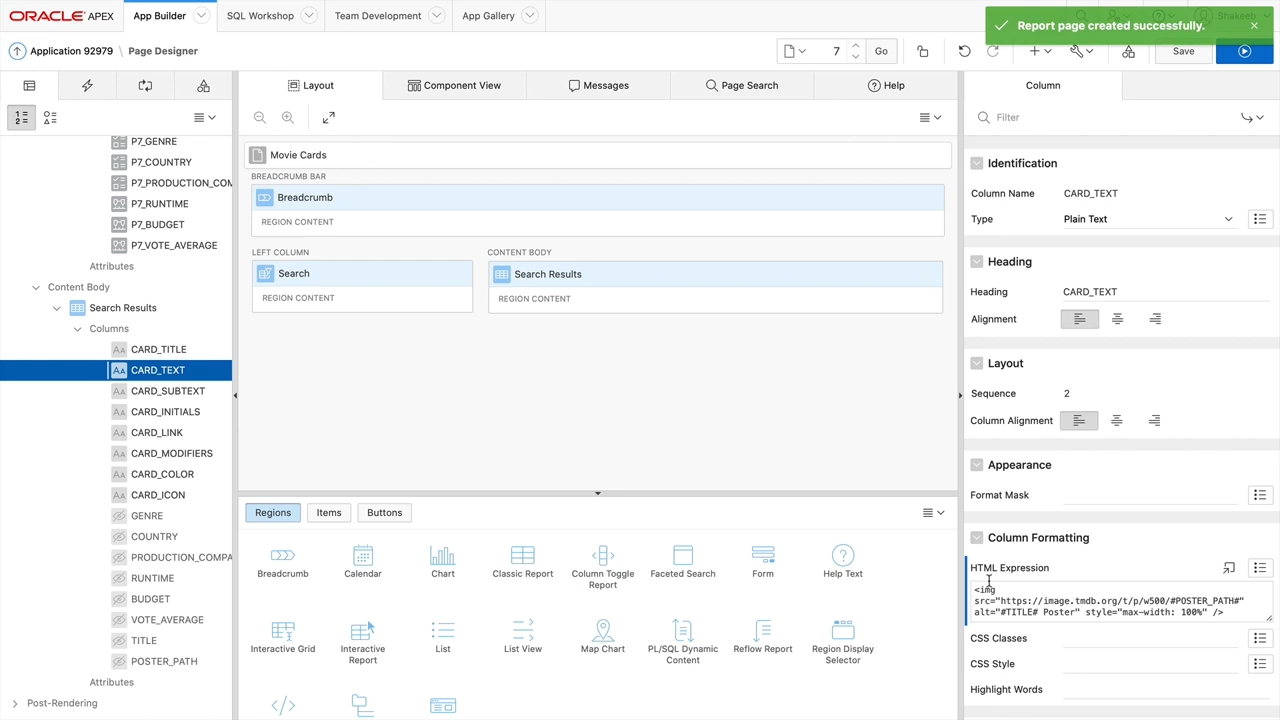 ORACLE APEX
App Builder
SQL Workshop
Team Development
App Gallery
Report page created successfully.
Application 92979 \ Page Designer
7
Go
Save
Layout
Component View
Messages
Page Search
Help
Column
Filter
P7_GENRE
P7_COUNTRY
P7_PRODUCTION_COM
P7_RUNTIME
P7_BUDGET
P7_VOTE_AVERAGE
Attributes
Content Body
Search Results
Columns
CARD_TITLE
CARD_TEXT
CARD_SUBTEXT
CARD_INITIALS
CARD_LINK
CARD_MODIFIERS
CARD_COLOR
CARD_ICON
GENRE
COUNTRY
PRODUCTION_COMPA
RUNTIME
BUDGET
VOTE_AVERAGE
TITLE
POSTER_PATH
Attributes
Post-Rendering
Movie Cards
BREADCRUMB BAR
Breadcrumb
REGION CONTENT
LEFT COLUMN
Search
REGION CONTENT
CONTENT BODY
Search Results
REGION CONTENT
Regions
Items
Buttons
Breadcrumb
Calendar
Chart
Classic Report
Column Toggle
Report
Faceted Search
Form
Help Text
Interactive Grid
Interactive
Report
List
List View
Map Chart
PL/SQL Dynamic
Content
Reflow Report
Region Display
Selector
Identification
Column Name CARD_TEXT
Type Plain Text
Heading
Heading CARD_TEXT
Alignment
Layout
Sequence 2
Column Alignment
Appearance
Format Mask
Column Formatting
HTML Expression
<img
src="https://image.tmdb.org/t/p/w500/#POSTER_PATH#"
alt="#TITLE# Poster" style="max-width: 100%" />
CSS Classes
CSS Style
Highlight Words